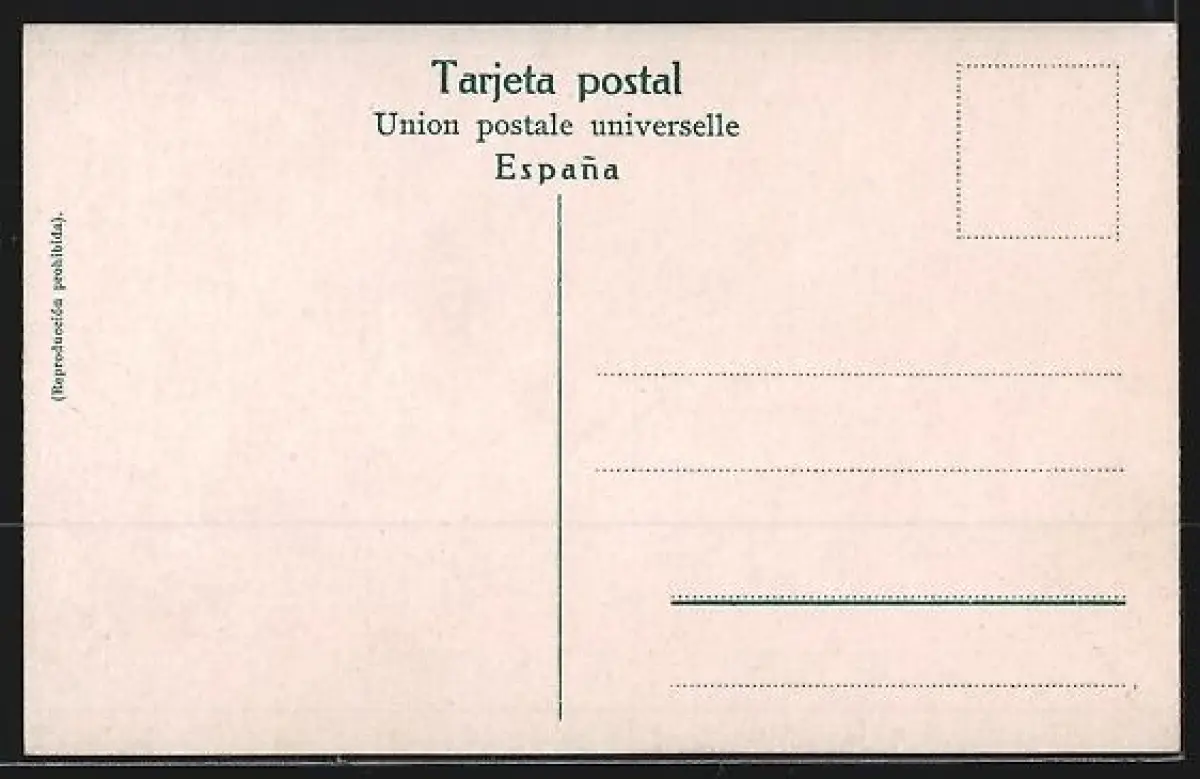 Tarjeta postal
Union postale universelle
España
(Reproducción prohibida).